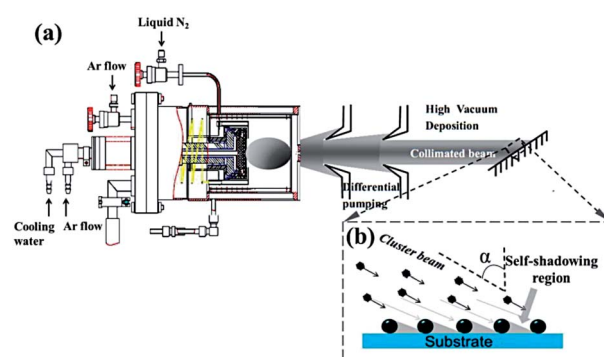 (a)
Liquid N₂
Ar flow
Cooling
water
Ar flow
High Vacuum
Deposition
Collimated beam
Differential
pumping
(b)
Cluster beam
α
Self-shadowing
region
Substrate